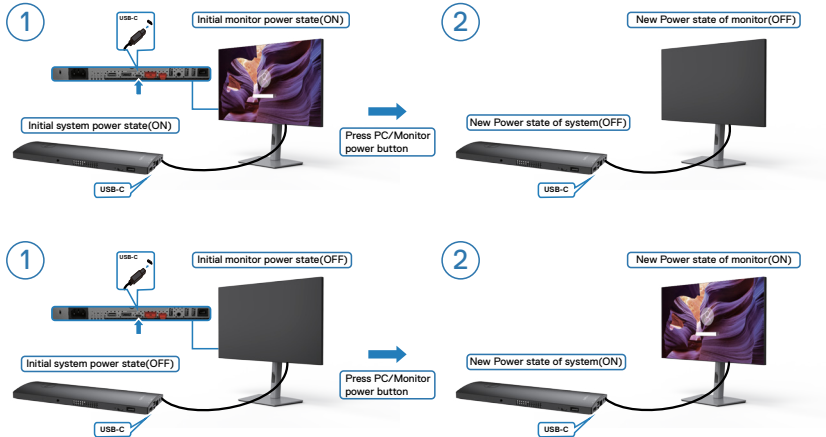 1
USB-C
Initial monitor power state(ON)
Initial system power state(ON)
USB-C
Press PC/Monitor
power button
2
New Power state of monitor(OFF)
New Power state of system(OFF)
USB-C
1
USB-C
Initial monitor power state(OFF)
Initial system power state(OFF)
USB-C
Press PC/Monitor
power button
2
New Power state of monitor(ON)
New Power state of system(ON)
USB-C